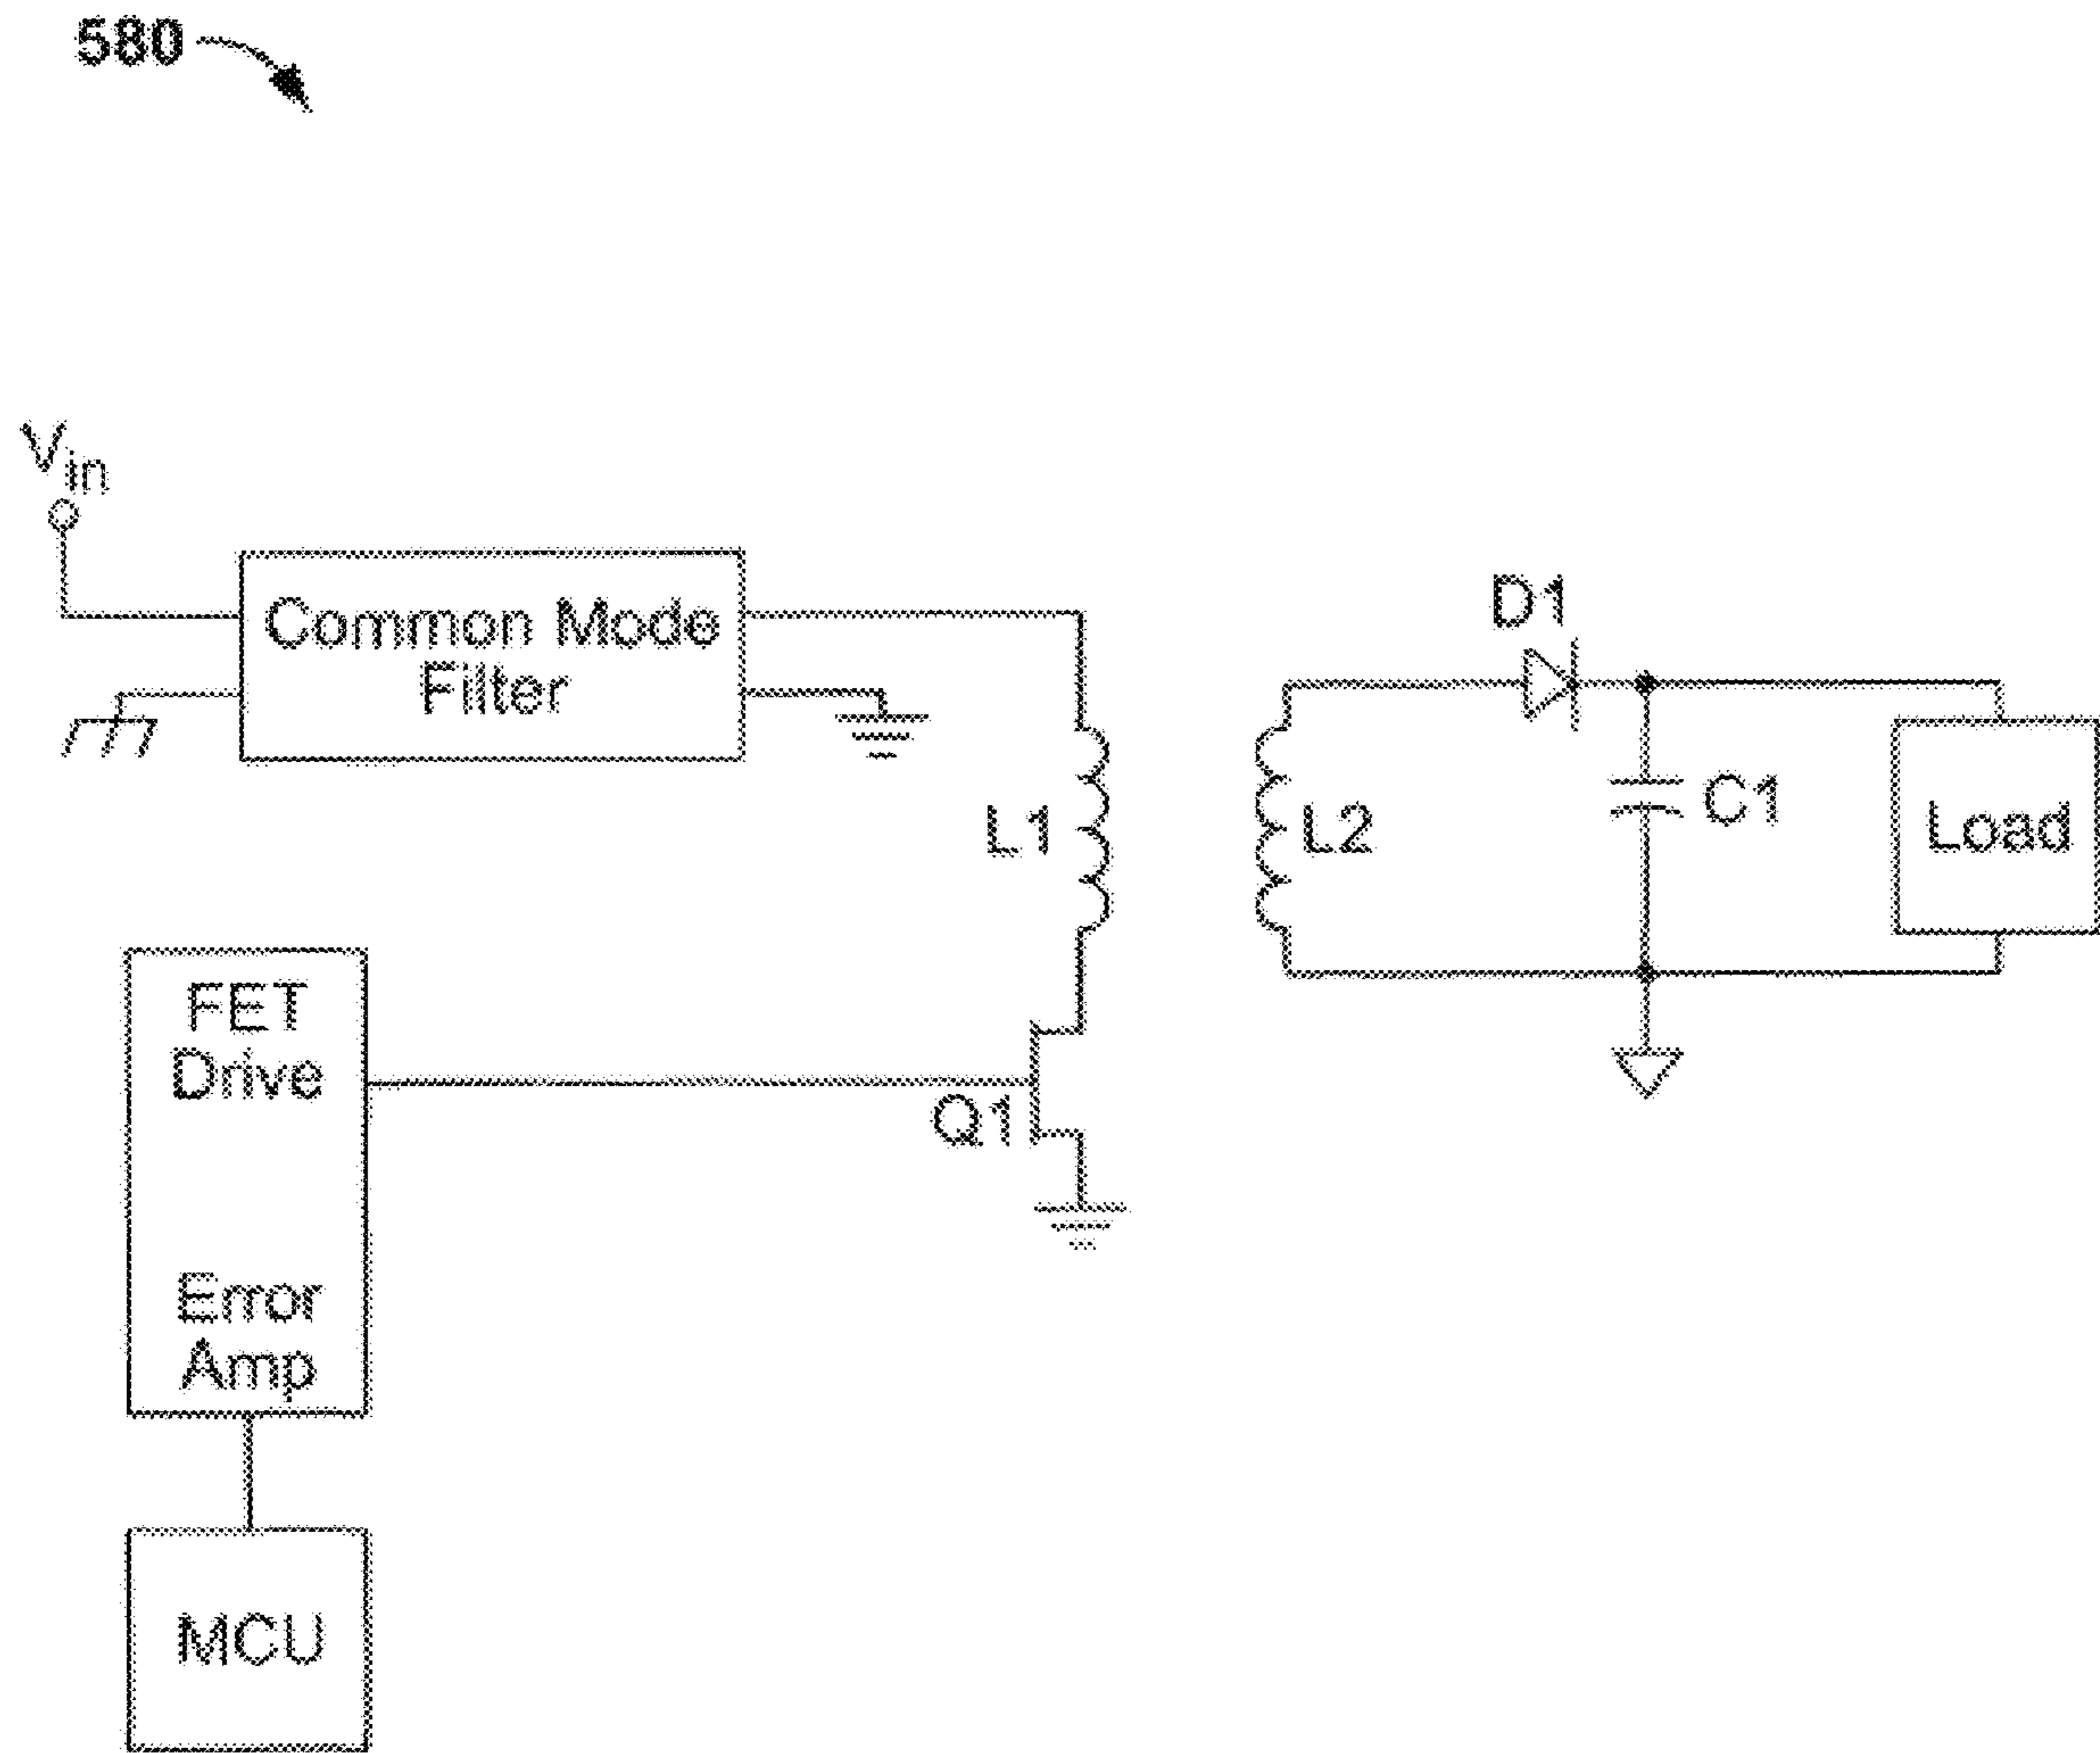 580
Vin
Common Mode
Filter
D1
L1
L2
C1
Load
FET
Drive
Q1
Error
Amp
MCU